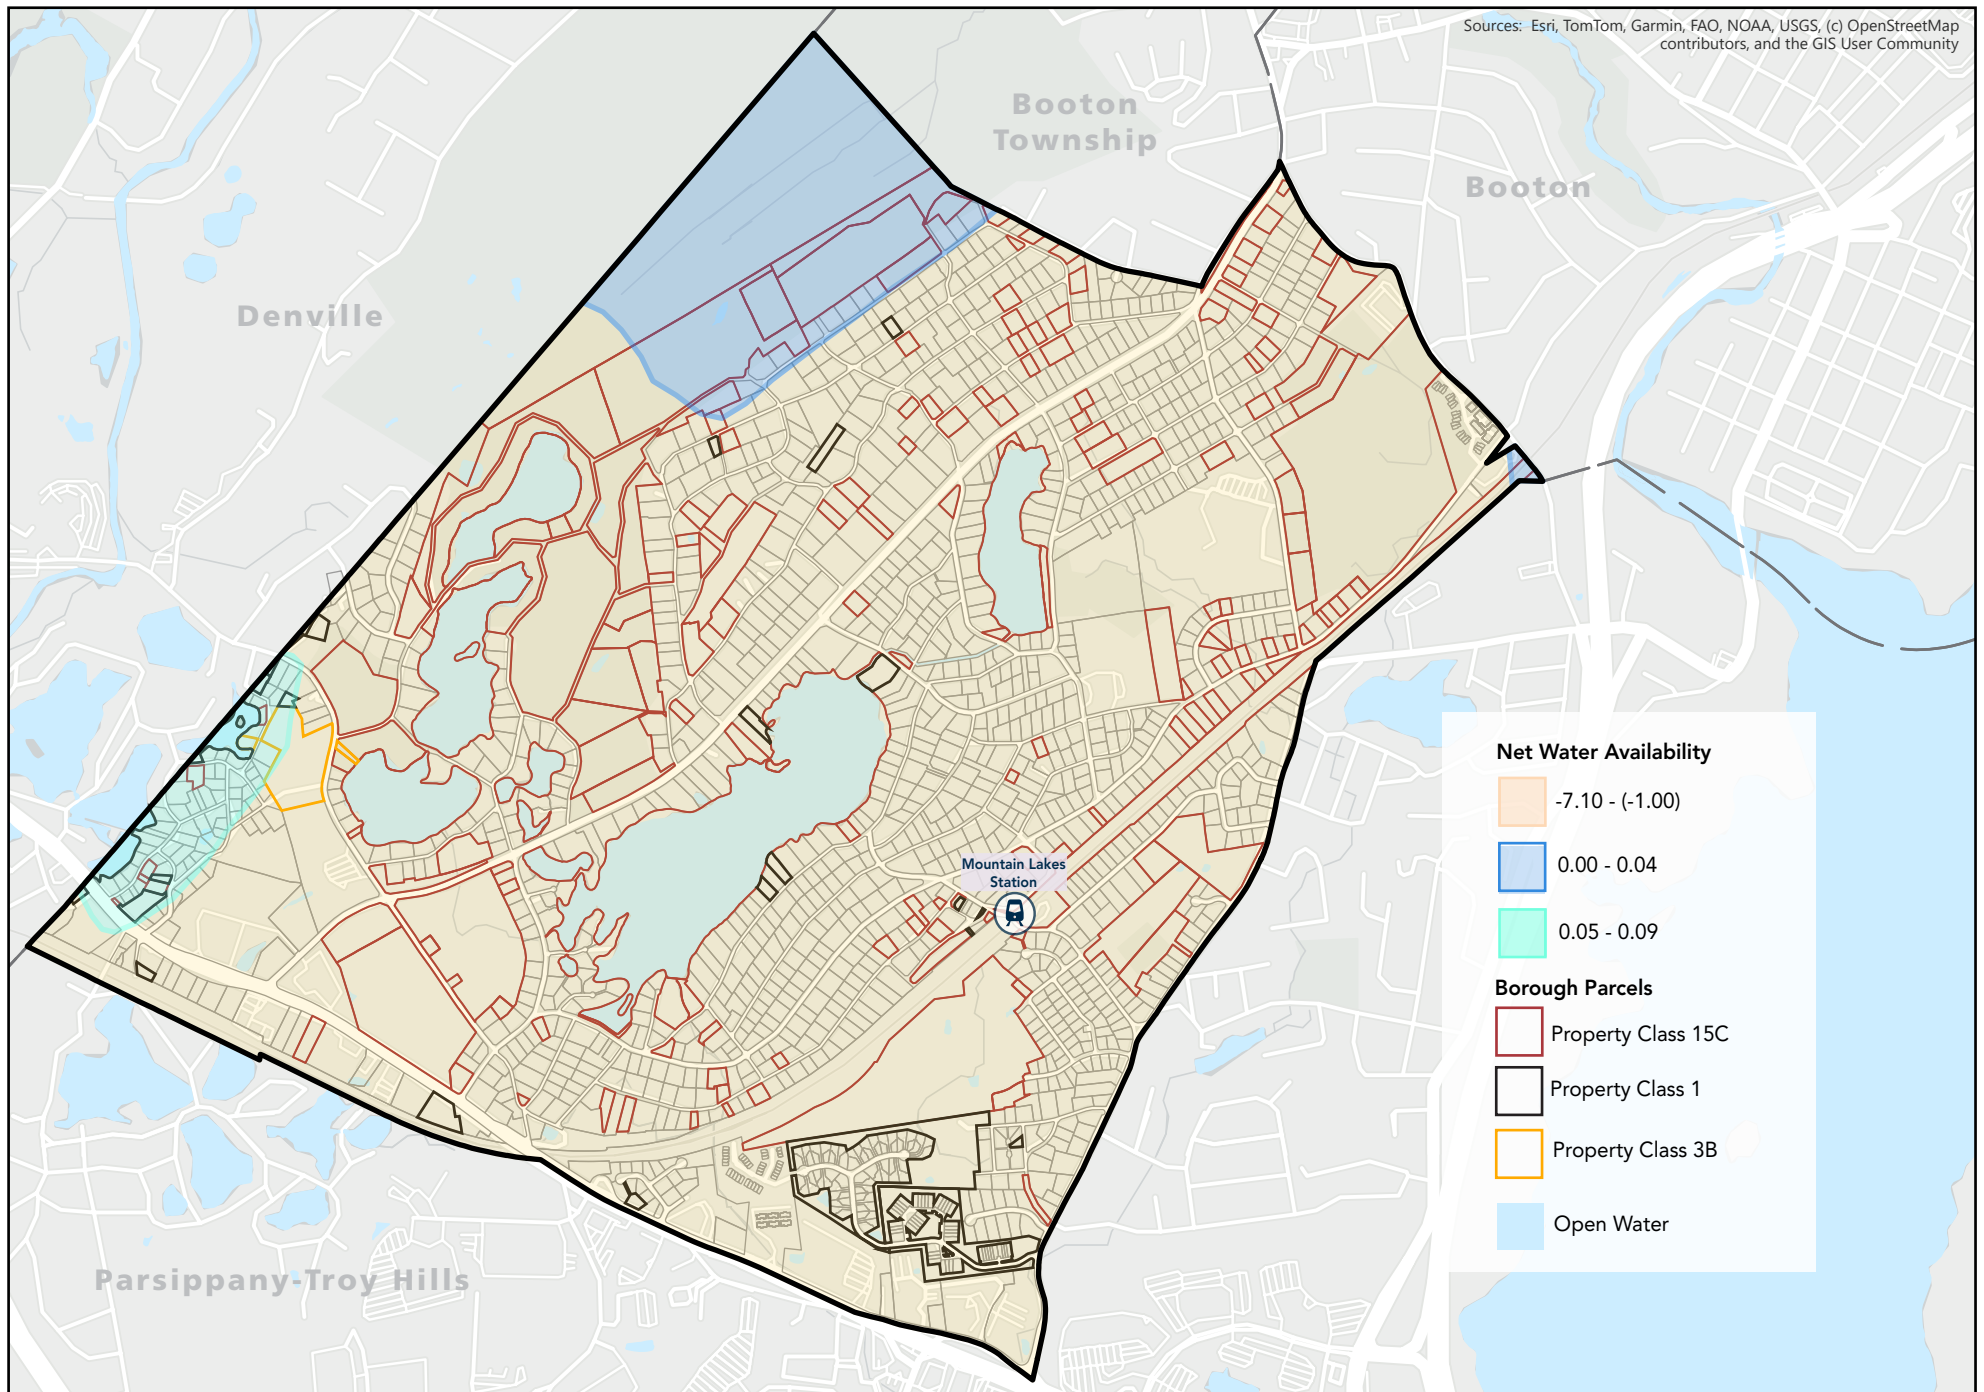 Sources: Esri, TomTom, Garmin, FAO, NOAA, USGS, (c) OpenStreetMap
contributors, and the GIS User Community
Booton
Township
Booton
Denville
Net Water Availability
-7.10 - (-1.00)
0.00 - 0.04
Mountain Lakes
Station
0.05 - 0.09
Borough Parcels
Property Class 15C
Property Class 1
Property Class 3B
Open Water
Parsippany-Troy Hills